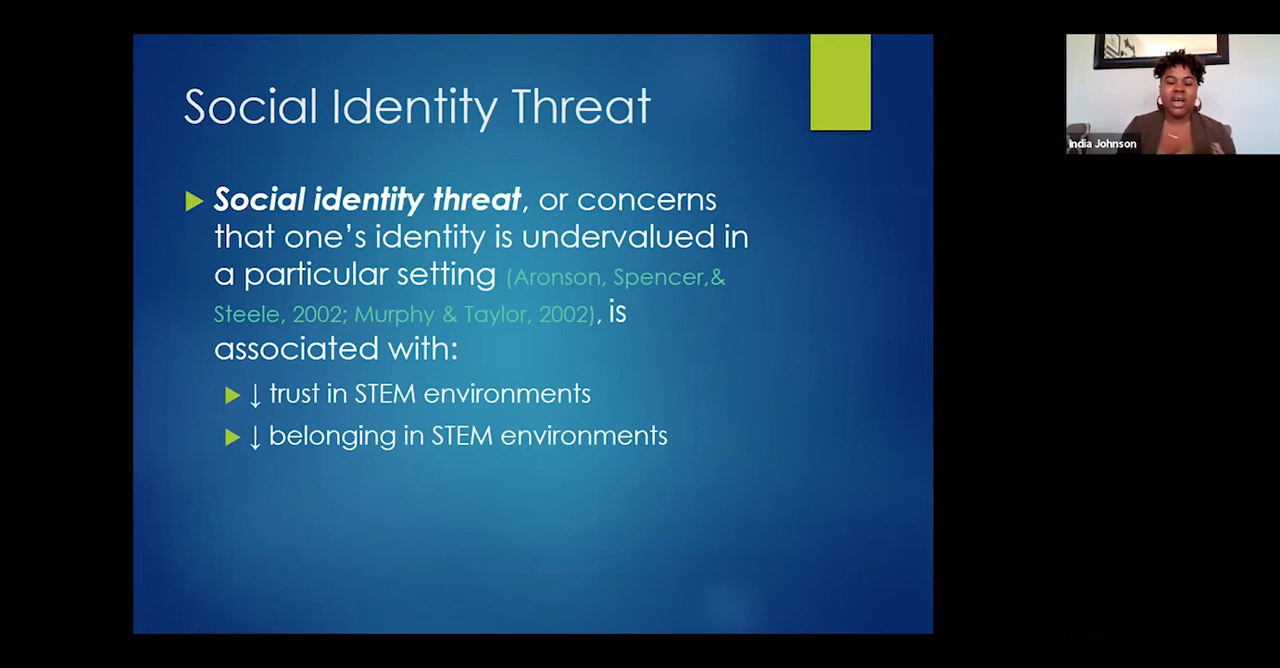 Social Identity Threat
Social identity threat, or concerns
that one's identity is undervalued in
a particular setting (Aronson, Spencer,&
Steele, 2002; Murphy & Taylor, 2002), is
associated with:
↓ trust in STEM environments
↓ belonging in STEM environments
India Johnson